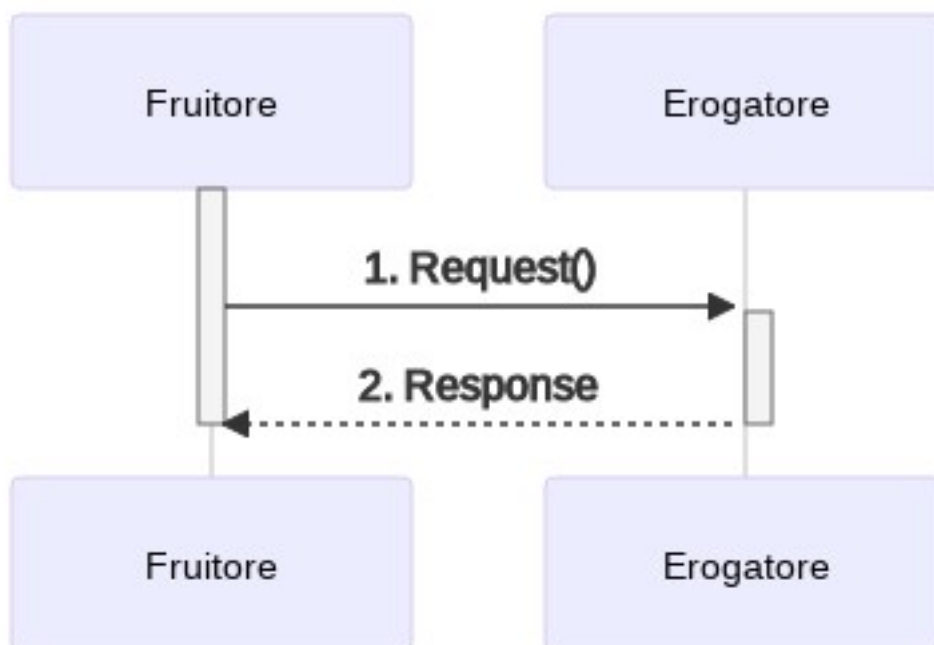 Fruitore
Erogatore
1. Request()
2. Response
Fruitore
Erogatore